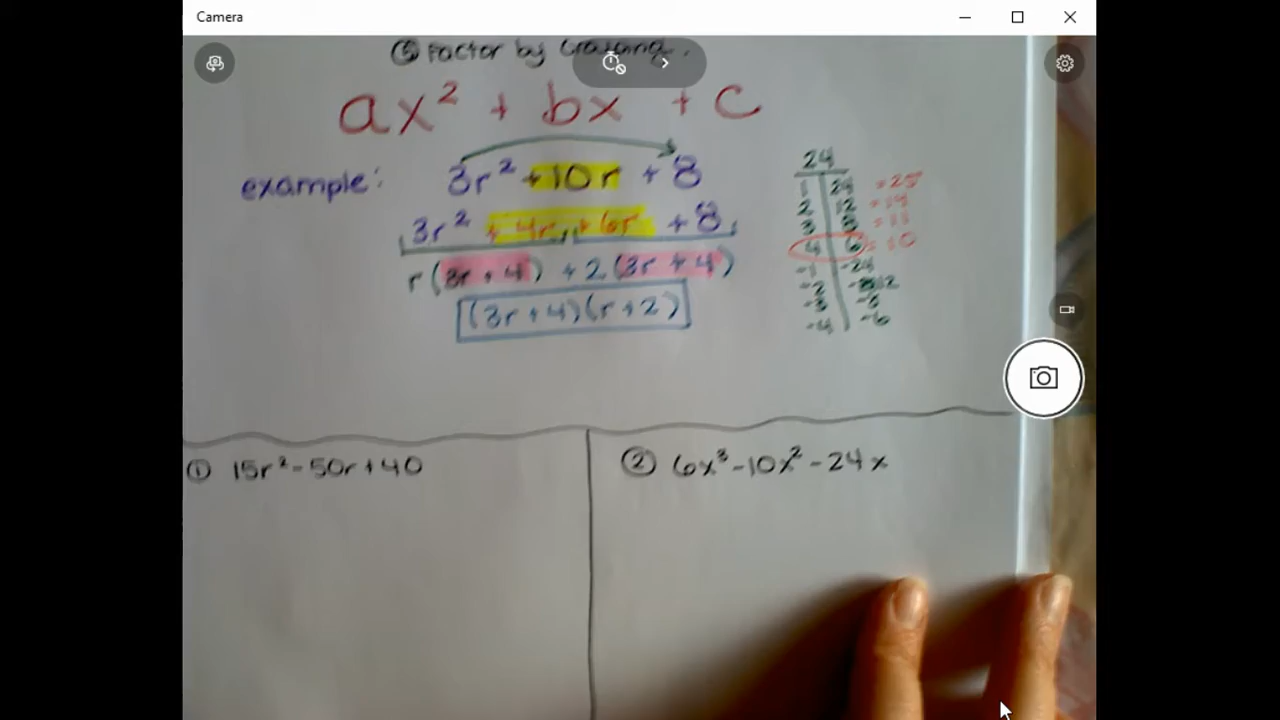 Camera
⑤ Factor by Grouping.
ax² + bx + c
example: 3r² +10r + 8
3r² + 4r + 6r + 8
r(3r + 4) + 2(3r + 4)
(3r+4)(r+2)
24
1 24 = 25
2 12 = 14
3 8 = 11
4 6 = 10
-1 -24
-2 -12
-3 -8
-4 -6
① 15r² - 50r + 40
② 6x³ - 10x² - 24x